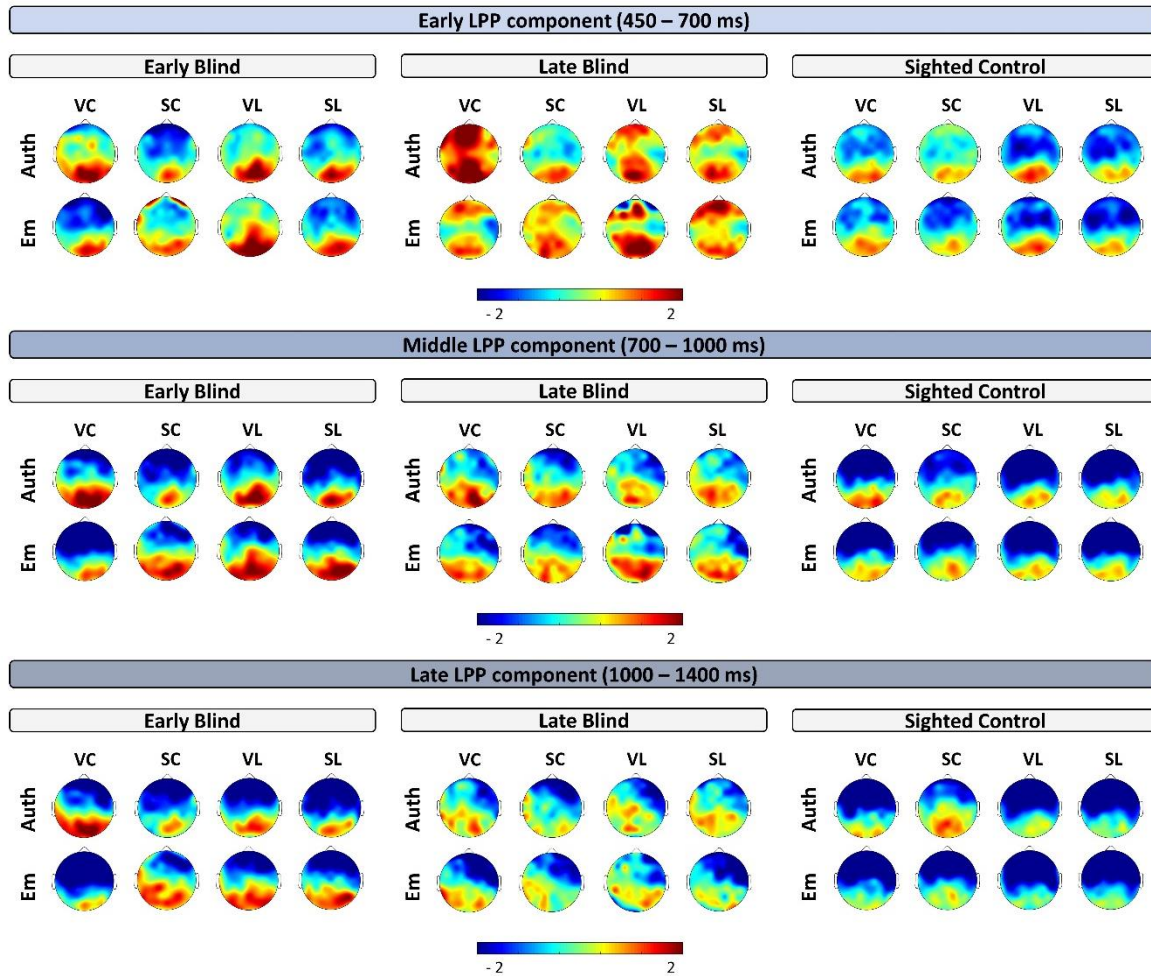 Early LPP component (450 – 700 ms)
Early Blind Late Blind Sighted Control
VC SC VL SL VC SC VL SL VC SC VL SL
Auth Auth Auth
Em Em Em
- 2 2
Middle LPP component (700 – 1000 ms)
Early Blind Late Blind Sighted Control
VC SC VL SL VC SC VL SL VC SC VL SL
Auth Auth Auth
Em Em Em
- 2 2
Late LPP component (1000 – 1400 ms)
Early Blind Late Blind Sighted Control
VC SC VL SL VC SC VL SL VC SC VL SL
Auth Auth Auth
Em Em Em
- 2 2